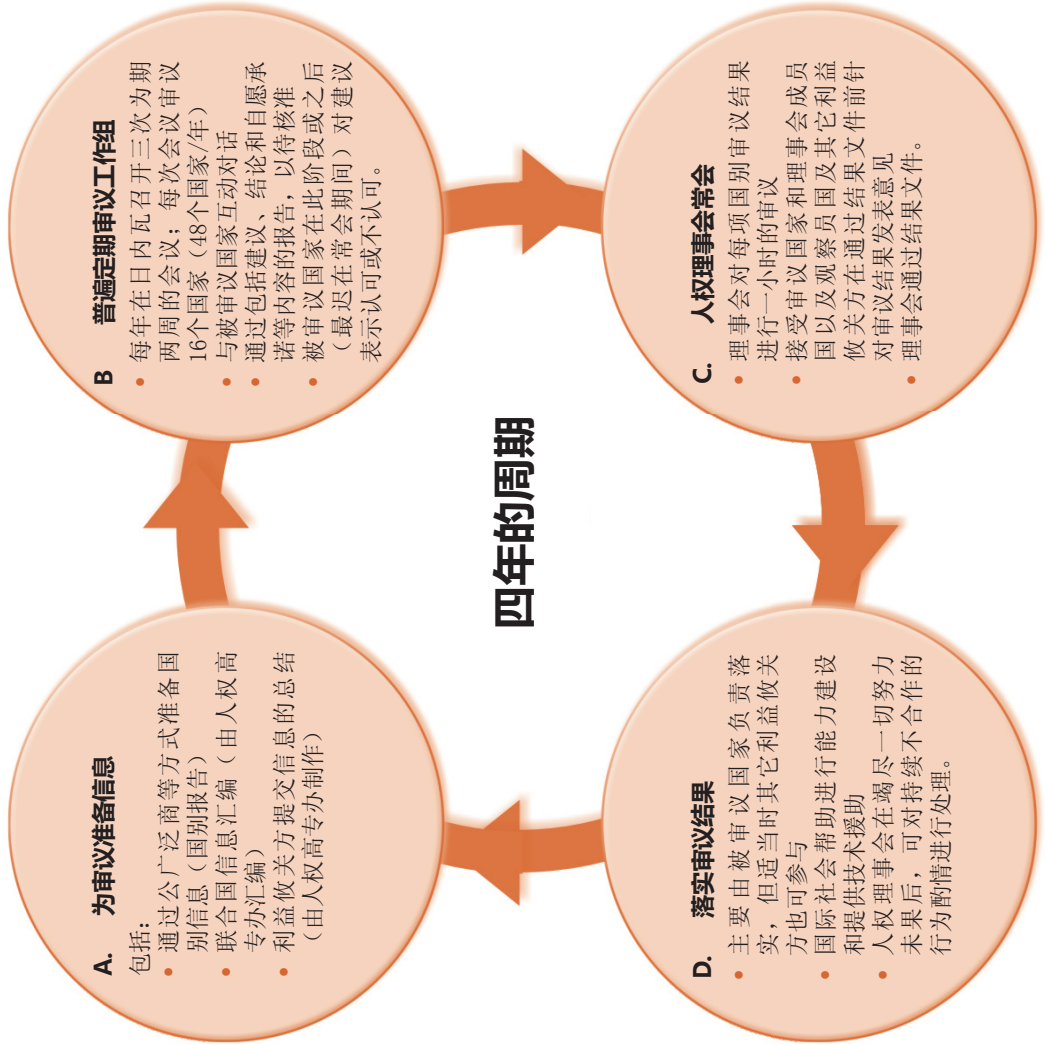 A. 为审议准备信息
包括：
• 通过公广泛商等方式准备国
别信息（国别报告）
• 联合国信息汇编（由人权高
专办汇编）
• 利益攸关方提交信息的总结
（由人权高专办制作）
B 普遍定期审议工作组
• 每年在日内瓦召开三次为期
两周的会议；每次会议审议
16个国家（48个国家/年）
• 与被审议国家互动对话
• 通过包括建议、结论和自愿承
诺等内容的报告，以待核准
• 被审议国家在此阶段或之后
（最迟在常会期间）对建议
表示认可或不认可。
四年的周期
D. 落实审议结果
• 主要由被审议国家负责落
实，但适当时其它利益攸关
方也可参与
• 国际社会帮助进行能力建设
和提供技术援助
• 人权理事会在竭尽一切努力
未果后，可对持续不合作的
行为酌情进行处理。
C. 人权理事会常会
• 理事会对每项国别审议结果
进行一小时的审议
• 接受审议国家和理事会成员
国以及观察员国及其它利益
攸关方在通过结果文件前针
对审议结果发表意见
• 理事会通过结果文件。